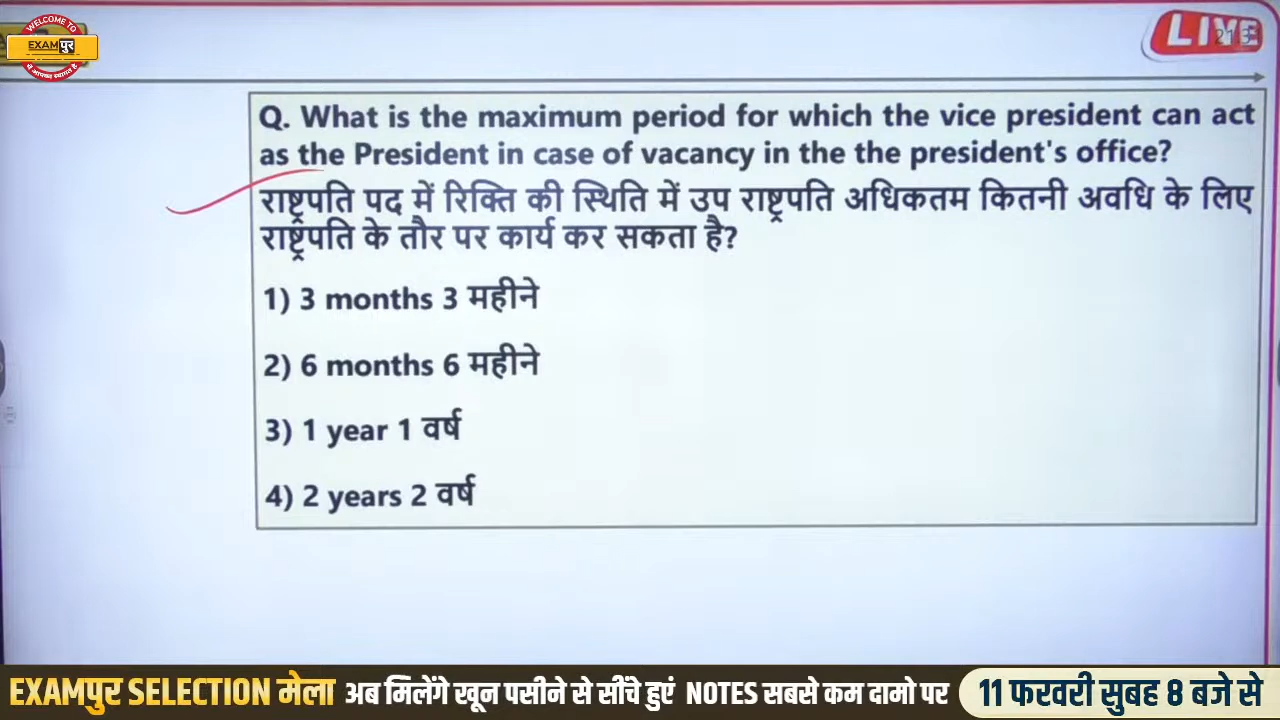 WELCOME TO
EXAMपुर
में आपका स्वागत है
LIVE
Q. What is the maximum period for which the vice president can act
as the President in case of vacancy in the the president's office?
राष्ट्रपति पद में रिक्ति की स्थिति में उप राष्ट्रपति अधिकतम कितनी अवधि के लिए
राष्ट्रपति के तौर पर कार्य कर सकता है?
1) 3 months 3 महीने
2) 6 months 6 महीने
3) 1 year 1 वर्ष
4) 2 years 2 वर्ष
EXAMपुर SELECTION मेला अब मिलेंगे खून पसीने से सींचे हुएं NOTES सबसे कम दामो पर 11 फरवरी सुबह 8 बजे से